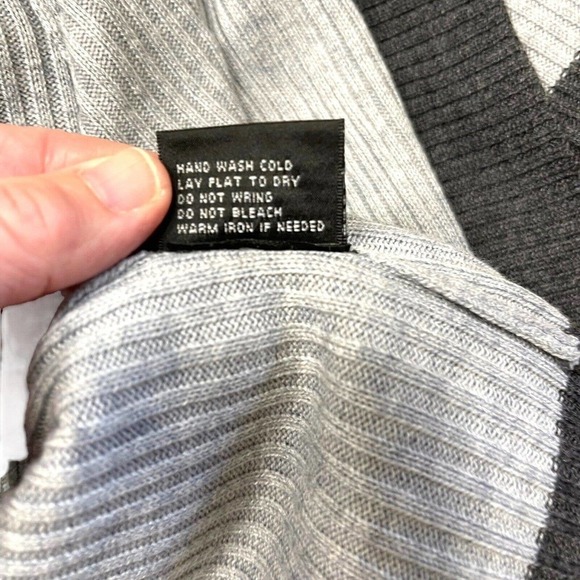 HAND WASH COLD
LAY FLAT TO DRY
DO NOT WRING
DO NOT BLEACH
WARM IRON IF NEEDED